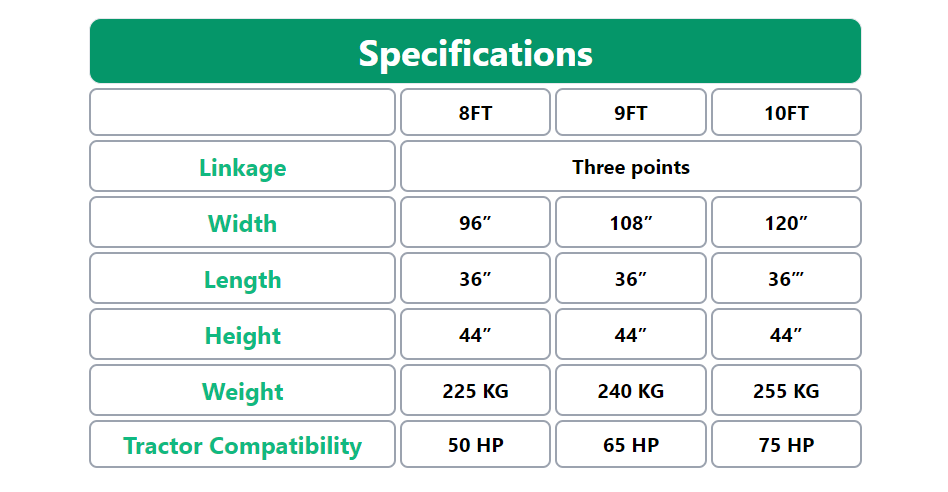 Specifications
8FT 9FT 10FT
Linkage Three points
Width 96” 108” 120”
Length 36” 36” 36”’
Height 44” 44” 44”
Weight 225 KG 240 KG 255 KG
Tractor Compatibility 50 HP 65 HP 75 HP